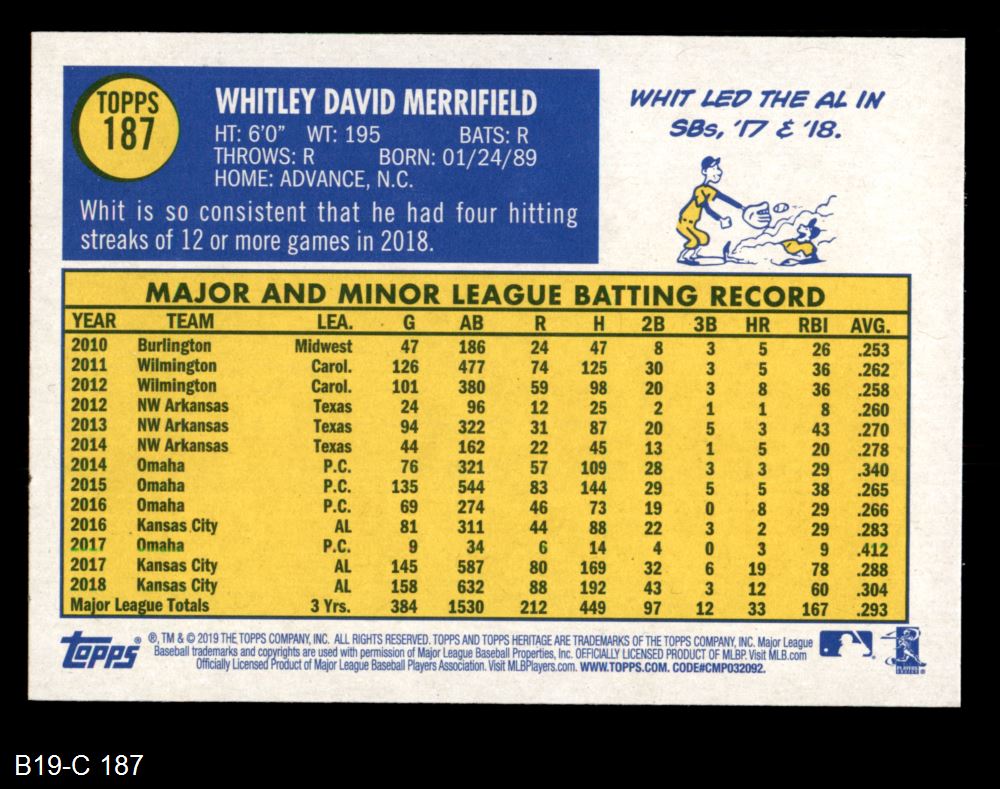 TOPPS
187
WHITLEY DAVID MERRIFIELD
HT: 6'0" WT: 195 BATS: R
THROWS: R BORN: 01/24/89
HOME: ADVANCE, N.C.
Whit is so consistent that he had four hitting
streaks of 12 or more games in 2018.
WHIT LED THE AL IN
SBs, '17 & '18.
MAJOR AND MINOR LEAGUE BATTING RECORD
YEAR TEAM LEA. G AB R H 2B 3B HR RBI AVG.
2010 Burlington Midwest 47 186 24 47 8 3 5 26 .253
2011 Wilmington Carol. 126 477 74 125 30 3 5 36 .262
2012 Wilmington Carol. 101 380 59 98 20 3 8 36 .258
2012 NW Arkansas Texas 24 96 12 25 2 1 1 8 .260
2013 NW Arkansas Texas 94 322 31 87 20 5 3 43 .270
2014 NW Arkansas Texas 44 162 22 45 13 1 5 20 .278
2014 Omaha P.C. 76 321 57 109 28 3 3 29 .340
2015 Omaha P.C. 135 544 83 144 29 5 5 38 .265
2016 Omaha P.C. 69 274 46 73 19 0 8 29 .266
2016 Kansas City AL 81 311 44 88 22 3 2 29 .283
2017 Omaha P.C. 9 34 6 14 4 0 3 9 .412
2017 Kansas City AL 145 587 80 169 32 6 19 78 .288
2018 Kansas City AL 158 632 88 192 43 3 12 60 .304
Major League Totals 3 Yrs. 384 1530 212 449 97 12 33 167 .293
Topps ® ®, TM & © 2019 THE TOPPS COMPANY, INC. ALL RIGHTS RESERVED. TOPPS AND TOPPS HERITAGE ARE TRADEMARKS OF THE TOPPS COMPANY, INC. Major League
Baseball trademarks and copyrights are used with permission of Major League Baseball Properties, Inc. OFFICIALLY LICENSED PRODUCT OF MLBP. Visit MLB.com
Officially Licensed Product of Major League Baseball Players Association. Visit MLBPlayers.com. WWW.TOPPS.COM. CODE#CMP032092.
B19-C 187